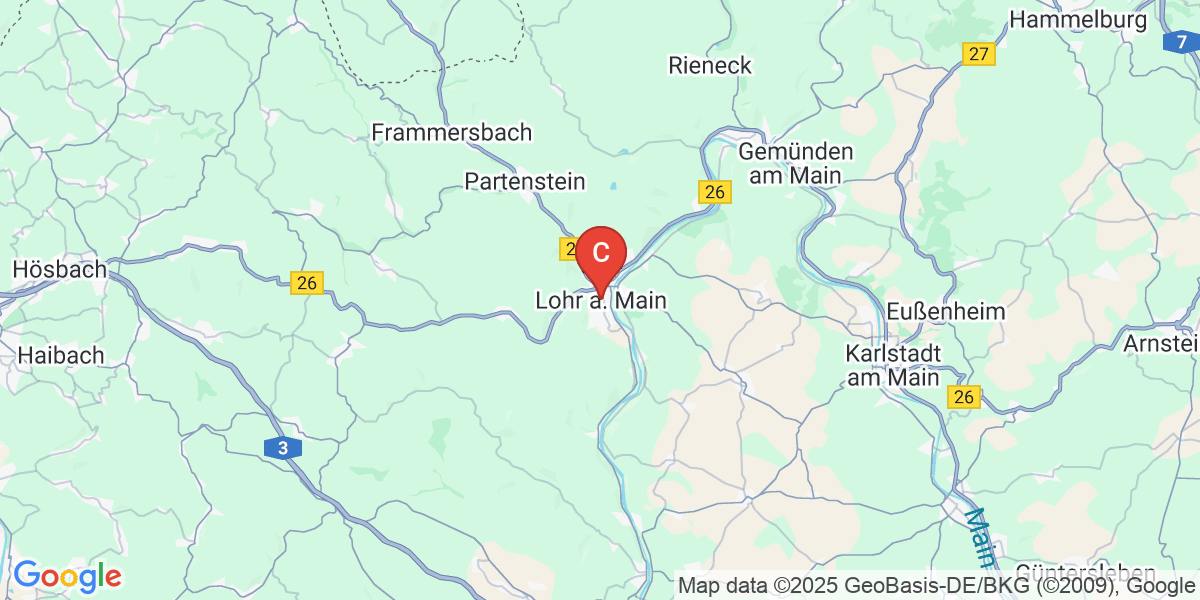 Hammelburg
7
27
Rieneck
Frammersbach
Gemünden
am Main
Partenstein
26
2
C
Hösbach
26
Lohr a. Main
Eußenheim
Haibach
Karlstadt
am Main
Arnstei
26
3
Main
Güntersleben
Google
Map data ©2025 GeoBasis-DE/BKG (©2009), Google